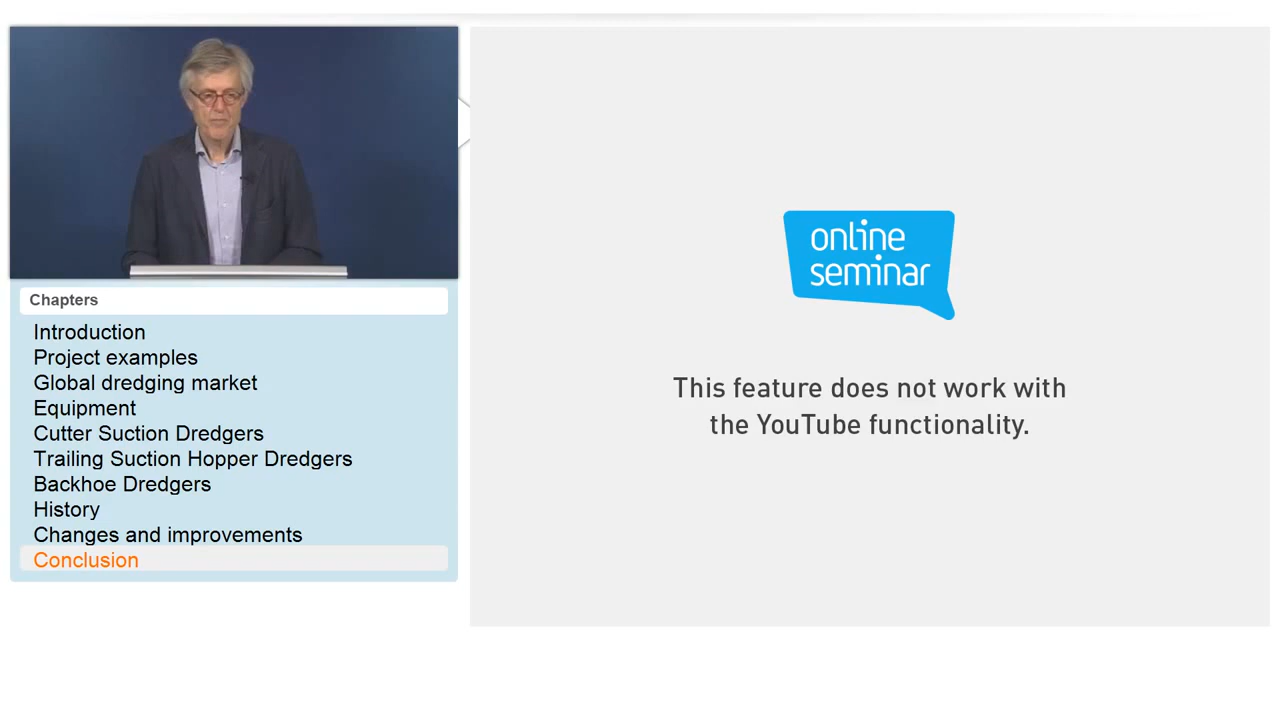 Chapters
Introduction
Project examples
Global dredging market
Equipment
Cutter Suction Dredgers
Trailing Suction Hopper Dredgers
Backhoe Dredgers
History
Changes and improvements
Conclusion
online
seminar
This feature does not work with
the YouTube functionality.